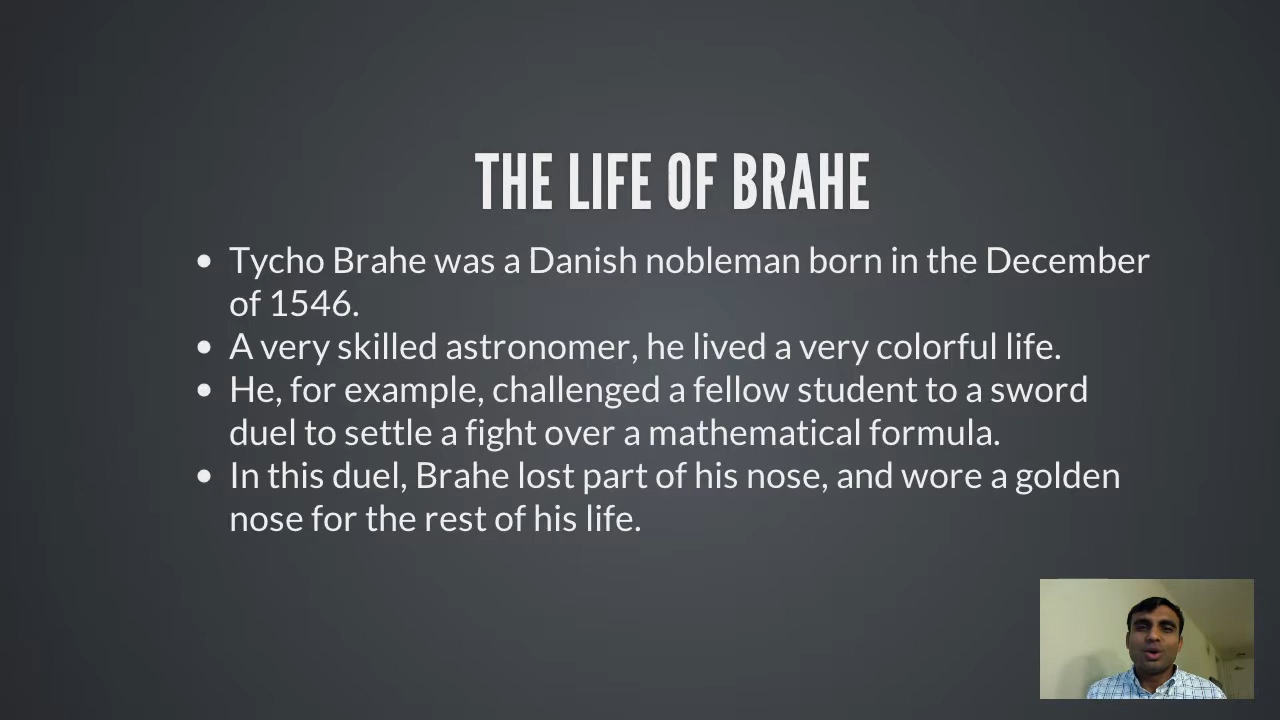 THE LIFE OF BRAHE
• Tycho Brahe was a Danish nobleman born in the December
of 1546.
• A very skilled astronomer, he lived a very colorful life.
• He, for example, challenged a fellow student to a sword
duel to settle a fight over a mathematical formula.
• In this duel, Brahe lost part of his nose, and wore a golden
nose for the rest of his life.